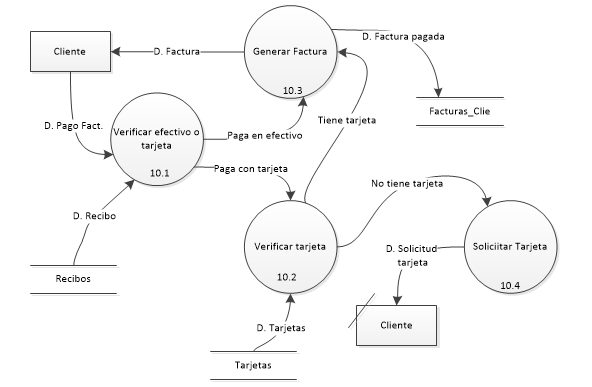 Cliente
D. Factura
Generar Factura
10.3
D. Factura pagada
Facturas_Clie
D. Pago Fact.
Verificar efectivo o
tarjeta
10.1
Paga en efectivo
Tiene tarjeta
Paga con tarjeta
No tiene tarjeta
D. Recibo
Recibos
Verificar tarjeta
10.2
D. Solicitud
tarjeta
Soliciitar Tarjeta
10.4
Cliente
D. Tarjetas
Tarjetas